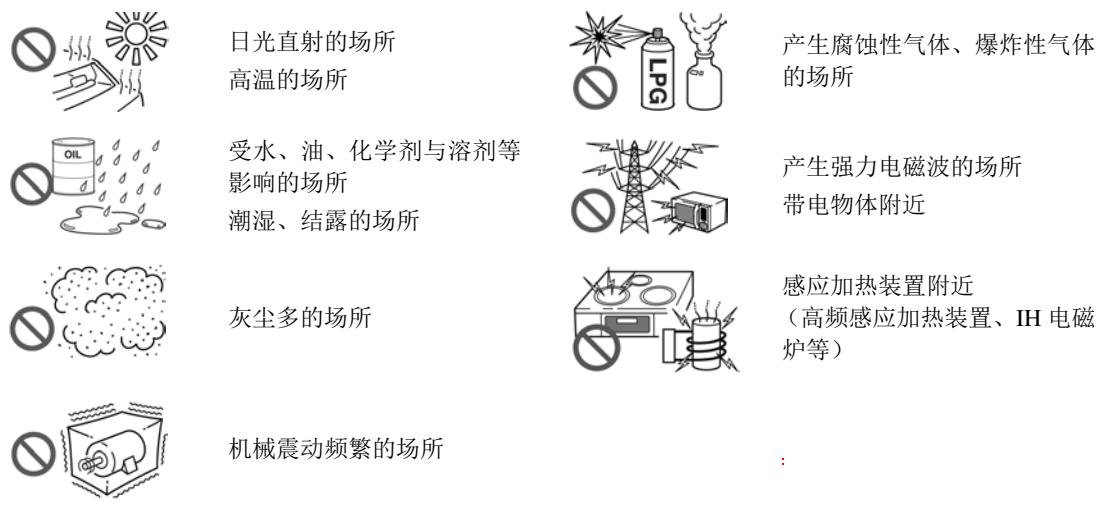 日光直射的场所
高温的场所
LPG
产生腐蚀性气体、爆炸性气体
的场所
OIL
受水、油、化学剂与溶剂等
影响的场所
潮湿、结露的场所
产生强力电磁波的场所
带电物体附近
灰尘多的场所
感应加热装置附近
（高频感应加热装置、IH 电磁
炉等）
机械震动频繁的场所
: